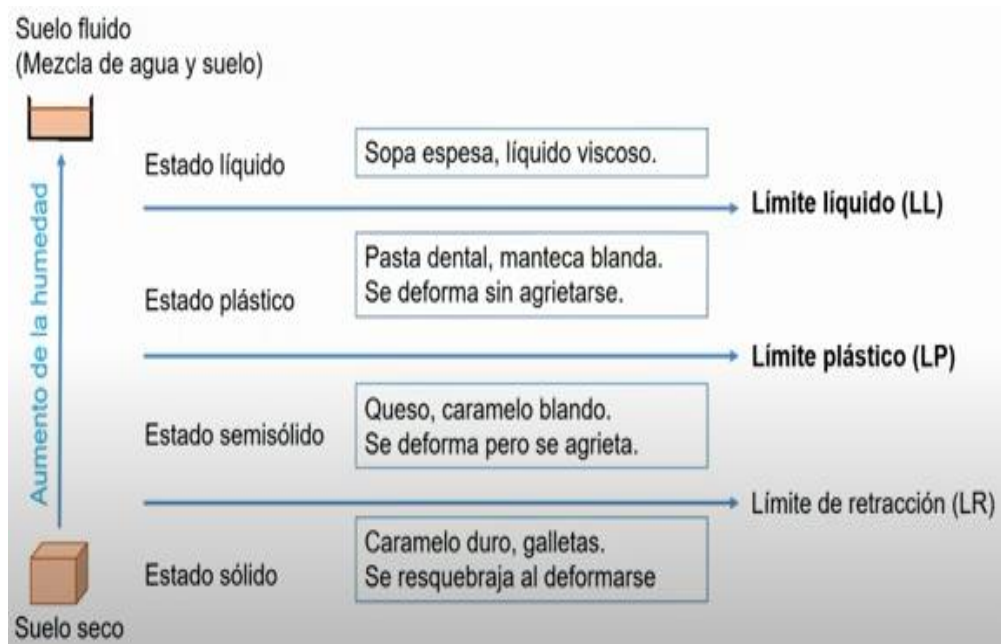 Suelo fluido
(Mezcla de agua y suelo)
Aumento de la humedad
Estado líquido
Sopa espesa, líquido viscoso.
Límite líquido (LL)
Estado plástico
Pasta dental, manteca blanda.
Se deforma sin agrietarse.
Límite plástico (LP)
Estado semisólido
Queso, caramelo blando.
Se deforma pero se agrieta.
Límite de retracción (LR)
Estado sólido
Caramelo duro, galletas.
Se resquebraja al deformarse
Suelo seco